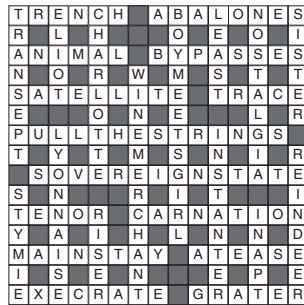 TRENCH ABALONES
R L H O E O I
ANIMAL BYPASSES
N O R W M S T T
SATELLITE TRACE
E O N E L R
PULLTHESTRINGS
T Y T M S N I R
SOVEREIGNSTATE
S N R I T I
TENOR CARNATION
Y A I H L N N D
MAINSTAY ATEASE
I S E N E P E
EXECRATE GRATER